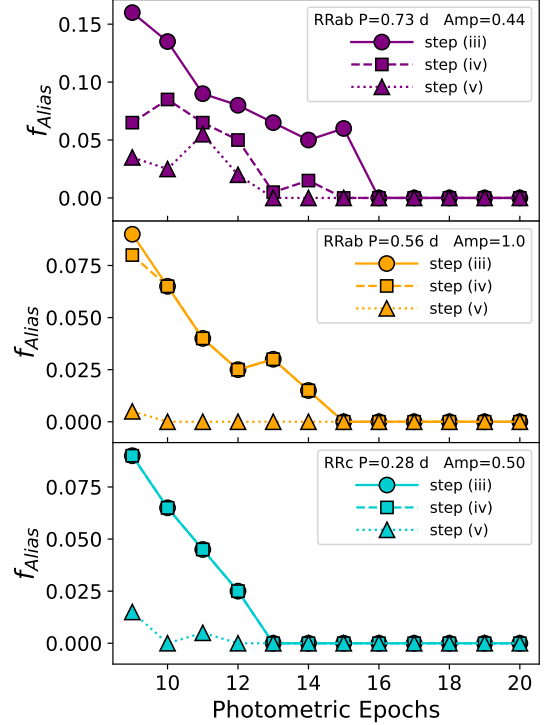 RRab P=0.73 d Amp=0.44
step (iii)
step (iv)
step (v)
0.15
0.10
0.05
0.00
f_Alias
RRab P=0.56 d Amp=1.0
step (iii)
step (iv)
step (v)
0.075
0.050
0.025
0.000
f_Alias
RRc P=0.28 d Amp=0.50
step (iii)
step (iv)
step (v)
0.075
0.050
0.025
0.000
f_Alias
10 12 14 16 18 20
Photometric Epochs